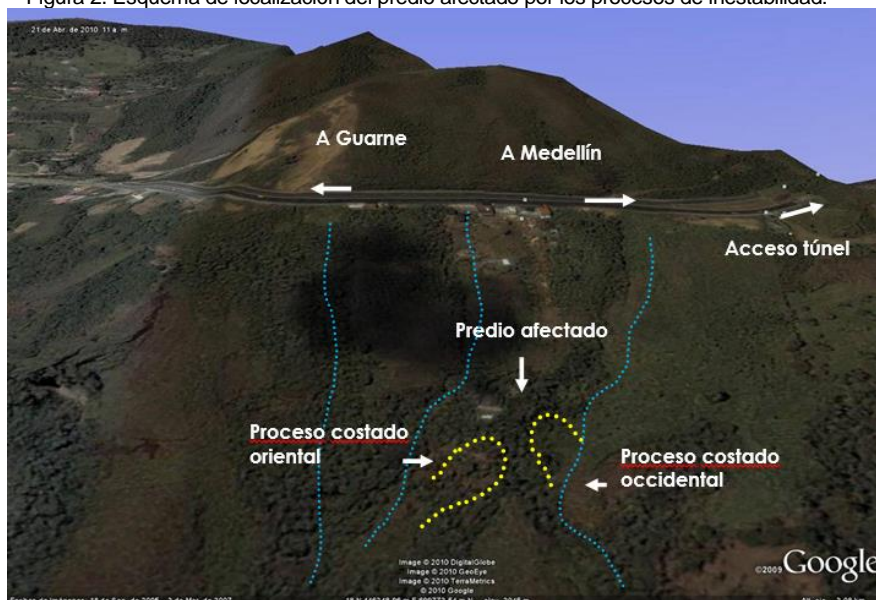 Figura 2. Esquema de localización del predio afectado por los procesos de inestabilidad.
21 de Abr. de 2010 11 a. m.
A Guarne
A Medellín
Acceso túnel
Predio afectado
Proceso costado
oriental
Proceso costado
occidental
Image © 2010 DigitalGlobe
Image © 2010 GeoEye
Image © 2010 TerraMetrics
© 2010 Google
©2009 Google